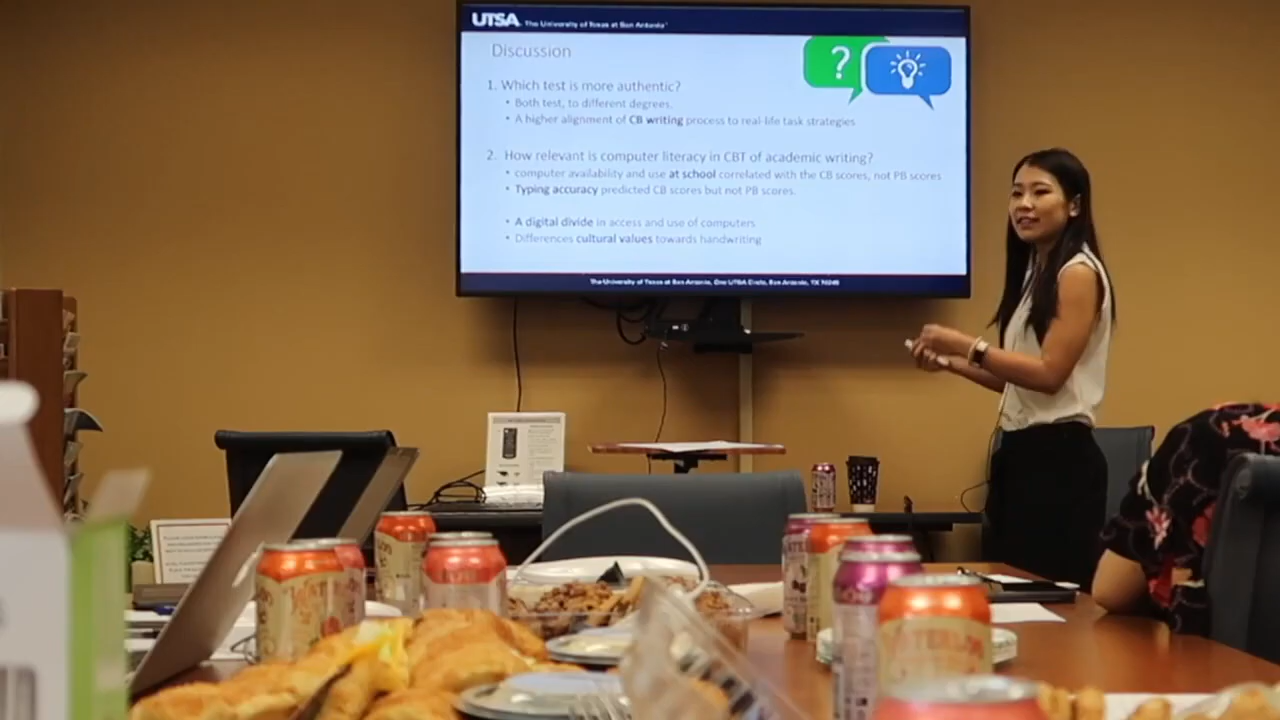 UTSA The University of Texas at San Antonio™
Discussion
?
1. Which test is more authentic?
• Both test, to different degrees.
• A higher alignment of CB writing process to real-life task strategies
2. How relevant is computer literacy in CBT of academic writing?
• computer availability and use at school correlated with the CB scores, not PB scores
• Typing accuracy predicted CB scores but not PB scores.
• A digital divide in access and use of computers
• Differences cultural values towards handwriting
The University of Texas at San Antonio, One UTSA Circle, San Antonio, TX 78249